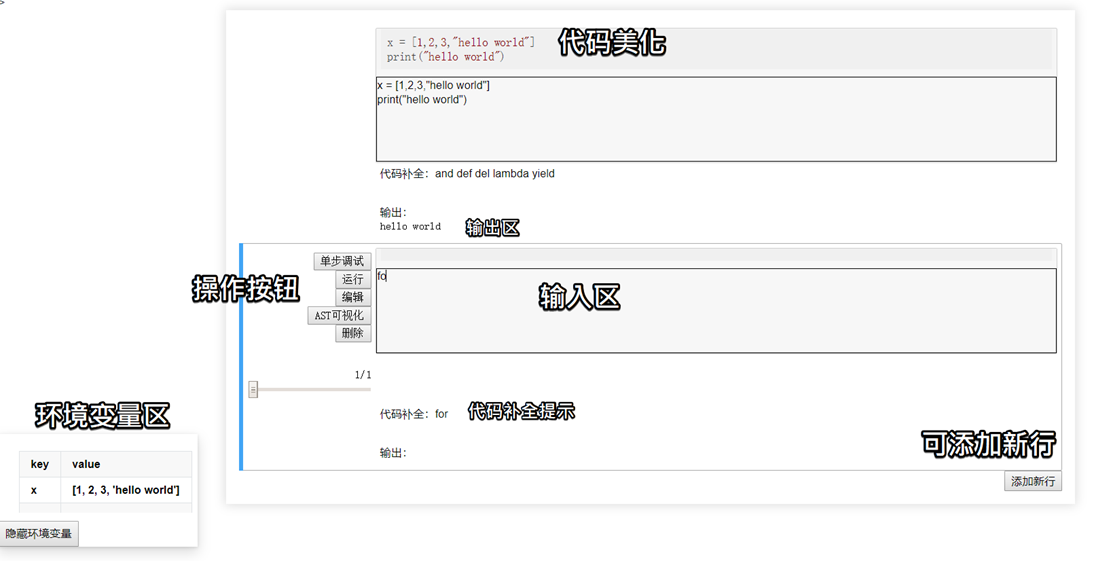 >
x = [1,2,3,"hello world"]
print("hello world")
代码美化
x = [1,2,3,"hello world"]
print("hello world")
代码补全：and def del lambda yield
输出：
hello world
输出区
操作按钮
单步调试
运行
编辑
AST可视化
删除
fo
输入区
1/1
代码补全：for
代码补全提示
输出：
可添加新行
添加新行
环境变量区
key value
x [1, 2, 3, 'hello world']
隐藏环境变量